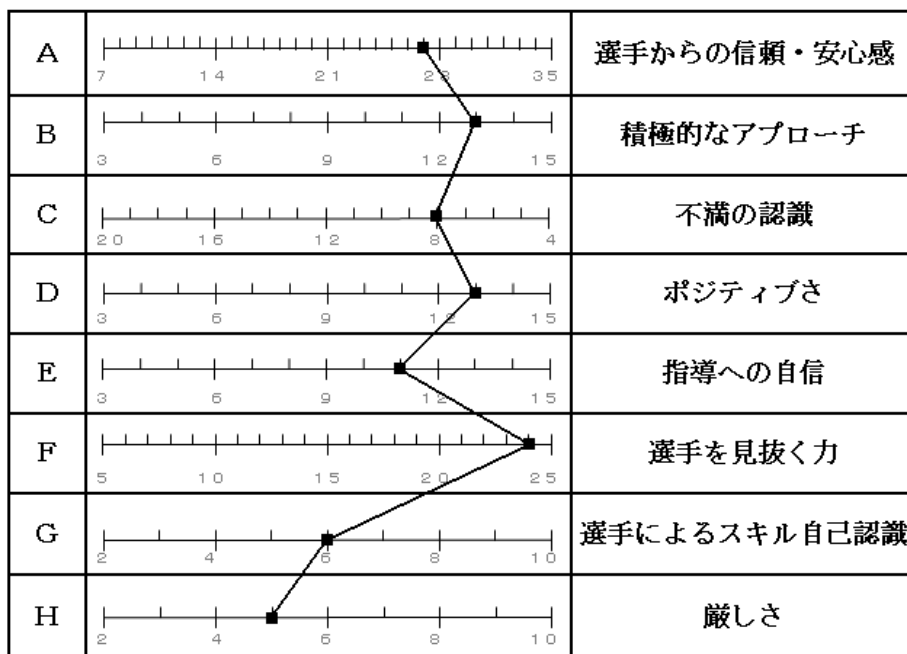 A 7 14 21 28 35 選手からの信頼・安心感
B 3 6 9 12 15 積極的なアプローチ
C 20 16 12 8 4 不満の認識
D 3 6 9 12 15 ポジティブさ
E 3 6 9 12 15 指導への自信
F 5 10 15 20 25 選手を見抜く力
G 2 4 6 8 10 選手によるスキル自己認識
H 2 4 6 8 10 厳しさ